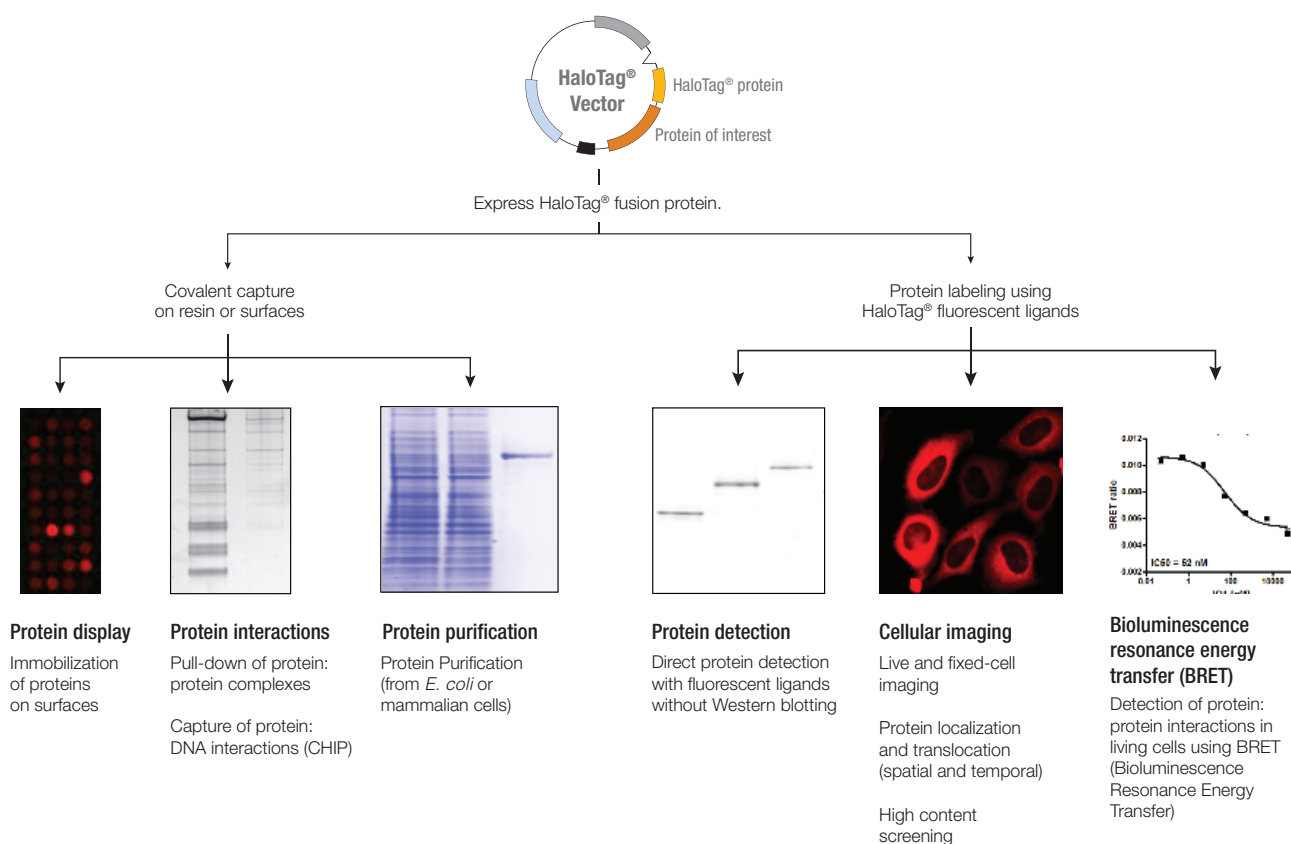 HaloTag®
Vector
HaloTag® protein
Protein of interest
Express HaloTag® fusion protein.
Covalent capture
on resin or surfaces
Protein labeling using
HaloTag® fluorescent ligands
0.012
0.010
0.008
0.006
0.004
0.002
BRET ratio
IC50 = 52 nM
0.01
1
100
10000
Protein display
Immobilization
of proteins
on surfaces
Protein interactions
Pull-down of protein:
protein complexes
Capture of protein:
DNA interactions (CHIP)
Protein purification
Protein Purification
(from E. coli or
mammalian cells)
Protein detection
Direct protein detection
with fluorescent ligands
without Western blotting
Cellular imaging
Live and fixed-cell
imaging
Protein localization
and translocation
(spatial and temporal)
High content
screening
Bioluminescence
resonance energy
transfer (BRET)
Detection of protein:
protein interactions in
living cells using BRET
(Bioluminescence
Resonance Energy
Transfer)